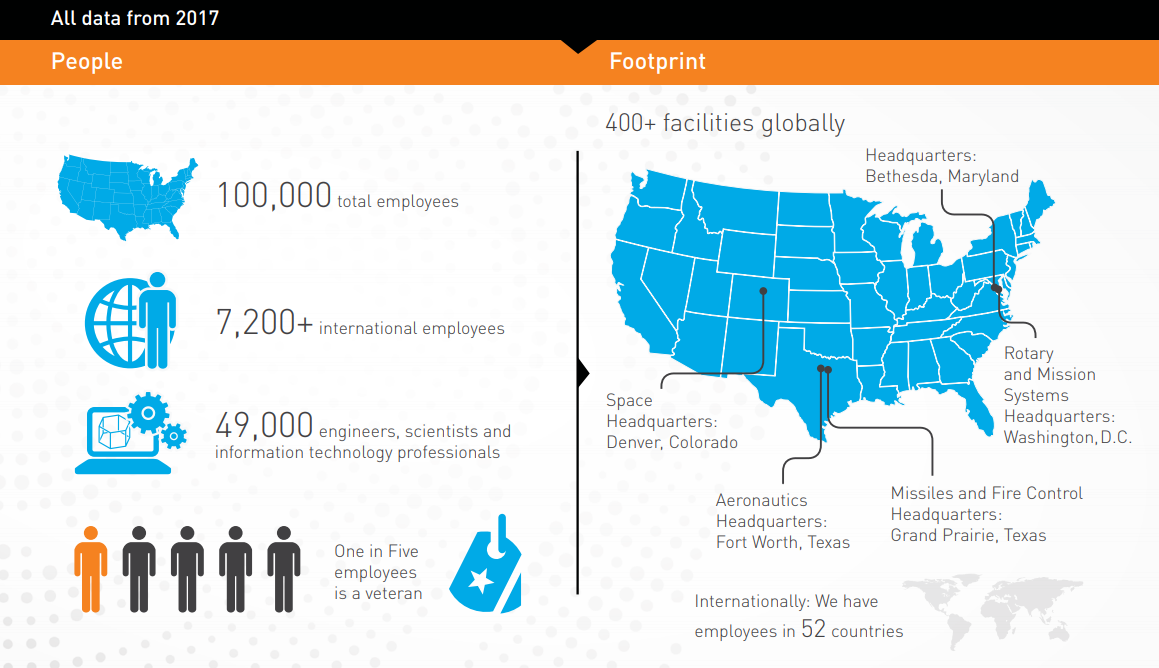 All data from 2017
People
100,000 total employees
7,200+ international employees
49,000 engineers, scientists and
information technology professionals
One in Five
employees
is a veteran
Footprint
400+ facilities globally
Headquarters:
Bethesda, Maryland
Rotary
and Mission
Systems
Headquarters:
Washington, D.C.
Space
Headquarters:
Denver, Colorado
Aeronautics
Headquarters:
Fort Worth, Texas
Missiles and Fire Control
Headquarters:
Grand Prairie, Texas
Internationally: We have
employees in 52 countries